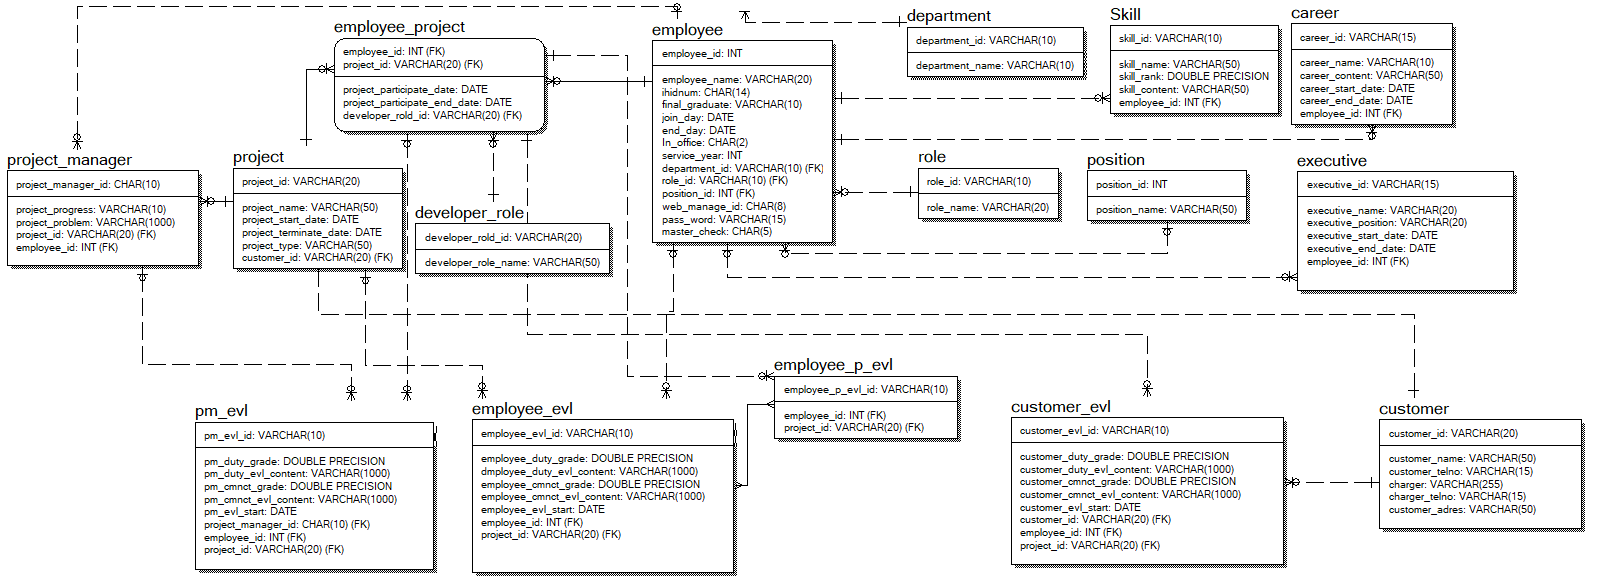 employee_project
employee_id: INT (FK)
project_id: VARCHAR(20) (FK)
project_participate_date: DATE
project_participate_end_date: DATE
developer_rold_id: VARCHAR(20) (FK)
employee
employee_id: INT
employee_name: VARCHAR(20)
ihidnum: CHAR(14)
final_graduate: VARCHAR(10)
join_day: DATE
end_day: DATE
In_office: CHAR(2)
service_year: INT
department_id: VARCHAR(10) (FK)
role_id: VARCHAR(10) (FK)
position_id: INT (FK)
web_manage_id: CHAR(8)
pass_word: VARCHAR(15)
master_check: CHAR(5)
department
department_id: VARCHAR(10)
department_name: VARCHAR(10)
Skill
skill_id: VARCHAR(10)
skill_name: VARCHAR(50)
skill_rank: DOUBLE PRECISION
skill_content: VARCHAR(50)
employee_id: INT (FK)
career
career_id: VARCHAR(15)
career_name: VARCHAR(10)
career_content: VARCHAR(50)
career_start_date: DATE
career_end_date: DATE
employee_id: INT (FK)
project_manager
project_manager_id: CHAR(10)
project_progress: VARCHAR(10)
project_problem: VARCHAR(1000)
project_id: VARCHAR(20) (FK)
employee_id: INT (FK)
project
project_id: VARCHAR(20)
project_name: VARCHAR(50)
project_start_date: DATE
project_terminate_date: DATE
project_type: VARCHAR(50)
customer_id: VARCHAR(20) (FK)
developer_role
developer_rold_id: VARCHAR(20)
developer_role_name: VARCHAR(50)
role
role_id: VARCHAR(10)
role_name: VARCHAR(20)
position
position_id: INT
position_name: VARCHAR(50)
executive
executive_id: VARCHAR(15)
executive_name: VARCHAR(20)
executive_position: VARCHAR(20)
executive_start_date: DATE
executive_end_date: DATE
employee_id: INT (FK)
pm_evl
pm_evl_id: VARCHAR(10)
pm_duty_grade: DOUBLE PRECISION
pm_duty_evl_content: VARCHAR(1000)
pm_cmnct_grade: DOUBLE PRECISION
pm_cmnct_evl_content: VARCHAR(1000)
pm_evl_start: DATE
project_manager_id: CHAR(10) (FK)
employee_id: INT (FK)
project_id: VARCHAR(20) (FK)
employee_evl
employee_evl_id: VARCHAR(10)
employee_duty_grade: DOUBLE PRECISION
dmployee_duty_evl_content: VARCHAR(1000)
employee_cmnct_grade: DOUBLE PRECISION
employee_cmnct_evl_content: VARCHAR(1000)
employee_evl_start: DATE
employee_id: INT (FK)
project_id: VARCHAR(20) (FK)
employee_p_evl
employee_p_evl_id: VARCHAR(10)
employee_id: INT (FK)
project_id: VARCHAR(20) (FK)
customer_evl
customer_evl_id: VARCHAR(10)
customer_duty_grade: DOUBLE PRECISION
customer_duty_evl_content: VARCHAR(1000)
customer_cmnct_grade: DOUBLE PRECISION
customer_cmnct_evl_content: VARCHAR(1000)
customer_evl_start: DATE
customer_id: VARCHAR(20) (FK)
employee_id: INT (FK)
project_id: VARCHAR(20) (FK)
customer
customer_id: VARCHAR(20)
customer_name: VARCHAR(50)
customer_telno: VARCHAR(15)
charger: VARCHAR(255)
charger_telno: VARCHAR(15)
customer_adres: VARCHAR(50)